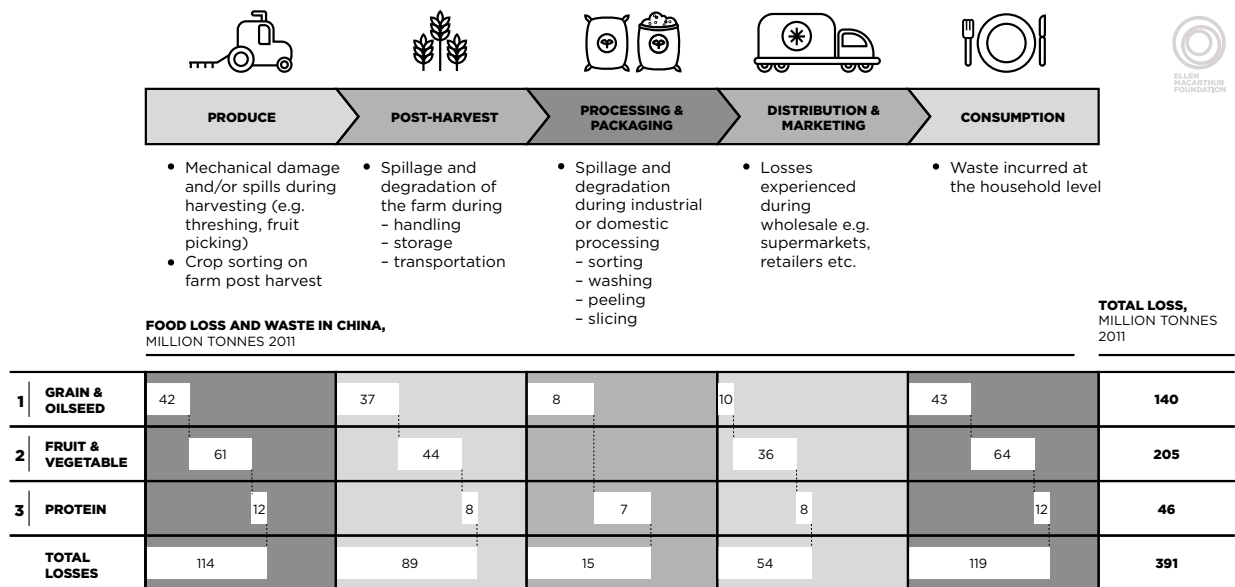 ELLEN
MACARTHUR
FOUNDATION
PRODUCE
POST-HARVEST
PROCESSING &
PACKAGING
DISTRIBUTION &
MARKETING
CONSUMPTION
• Mechanical damage
and/or spills during
harvesting (e.g.
threshing, fruit
picking)
• Crop sorting on
farm post harvest
• Spillage and
degradation of
the farm during
– handling
– storage
– transportation
• Spillage and
degradation
during industrial
or domestic
processing
– sorting
– washing
– peeling
– slicing
• Losses
experienced
during
wholesale e.g.
supermarkets,
retailers etc.
• Waste incurred at
the household level
FOOD LOSS AND WASTE IN CHINA,
MILLION TONNES 2011
TOTAL LOSS,
MILLION TONNES
2011
1 GRAIN &
OILSEED
42 37 8 10 43 140
2 FRUIT &
VEGETABLE
61 44 36 64 205
3 PROTEIN
12 8 7 8 12 46
TOTAL
LOSSES
114 89 15 54 119 391